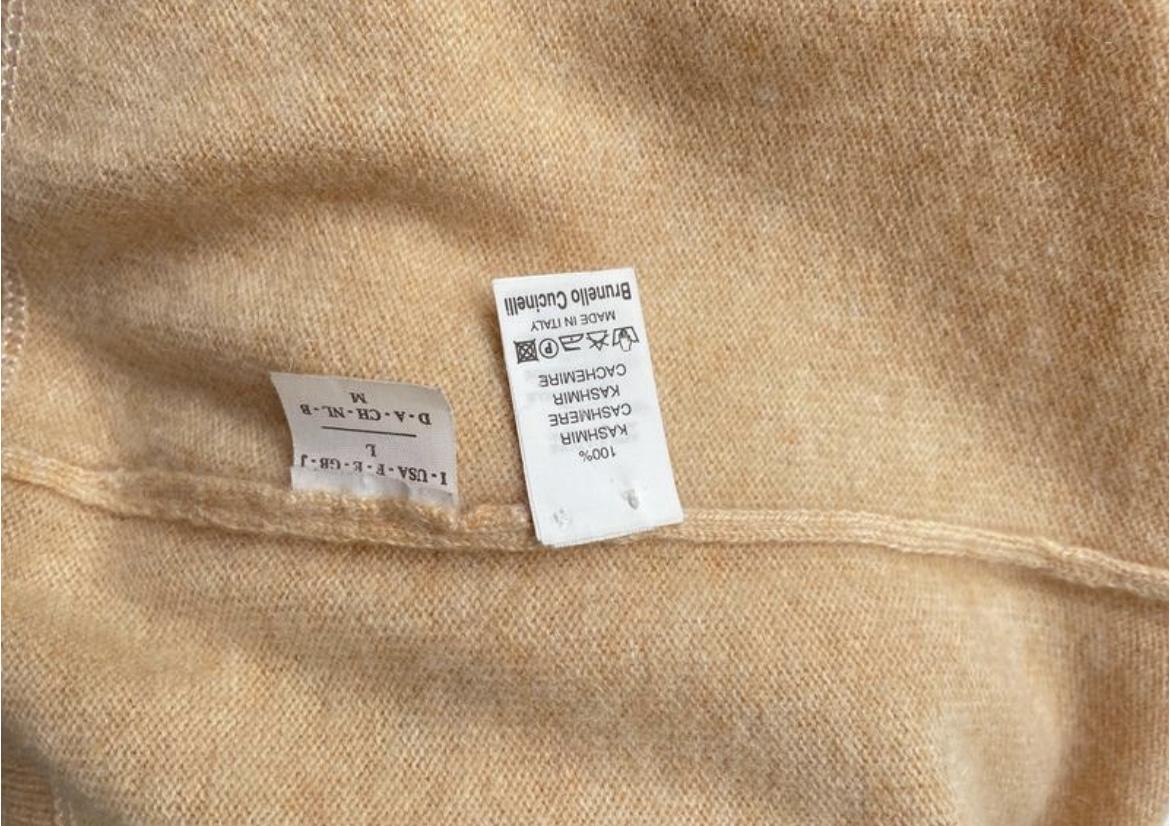 I - USA - F - E - GB - J
L
D - A - CH - NL - B
M
100%
KASHMIR
CASHMERE
KASHMIR
CACHEMIRE
P
MADE IN ITALY
Brunello Cucinelli